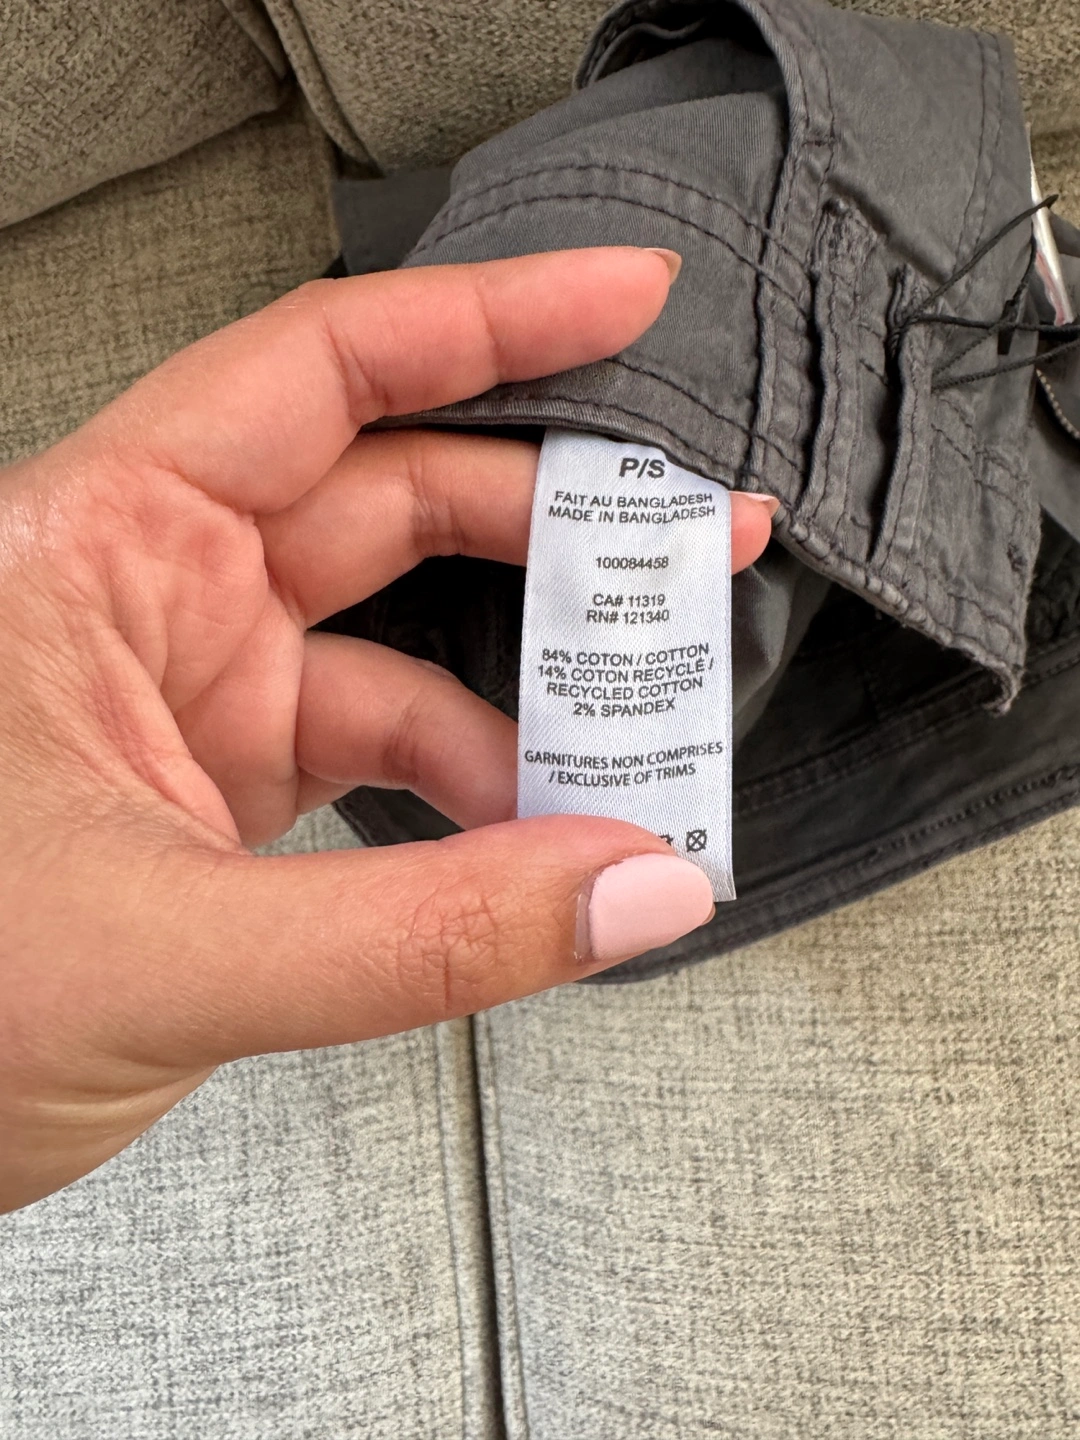 P/S
FAIT AU BANGLADESH
MADE IN BANGLADESH
100084458
CA# 11319
RN# 121340
84% COTON / COTTON
14% COTON RECYCLÉ /
RECYCLED COTTON
2% SPANDEX
GARNITURES NON COMPRISES
/ EXCLUSIVE OF TRIMS